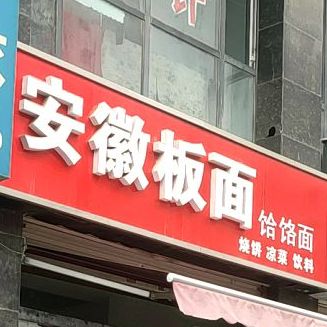 安徽板面
饸饹面
烧饼 凉菜 饮料